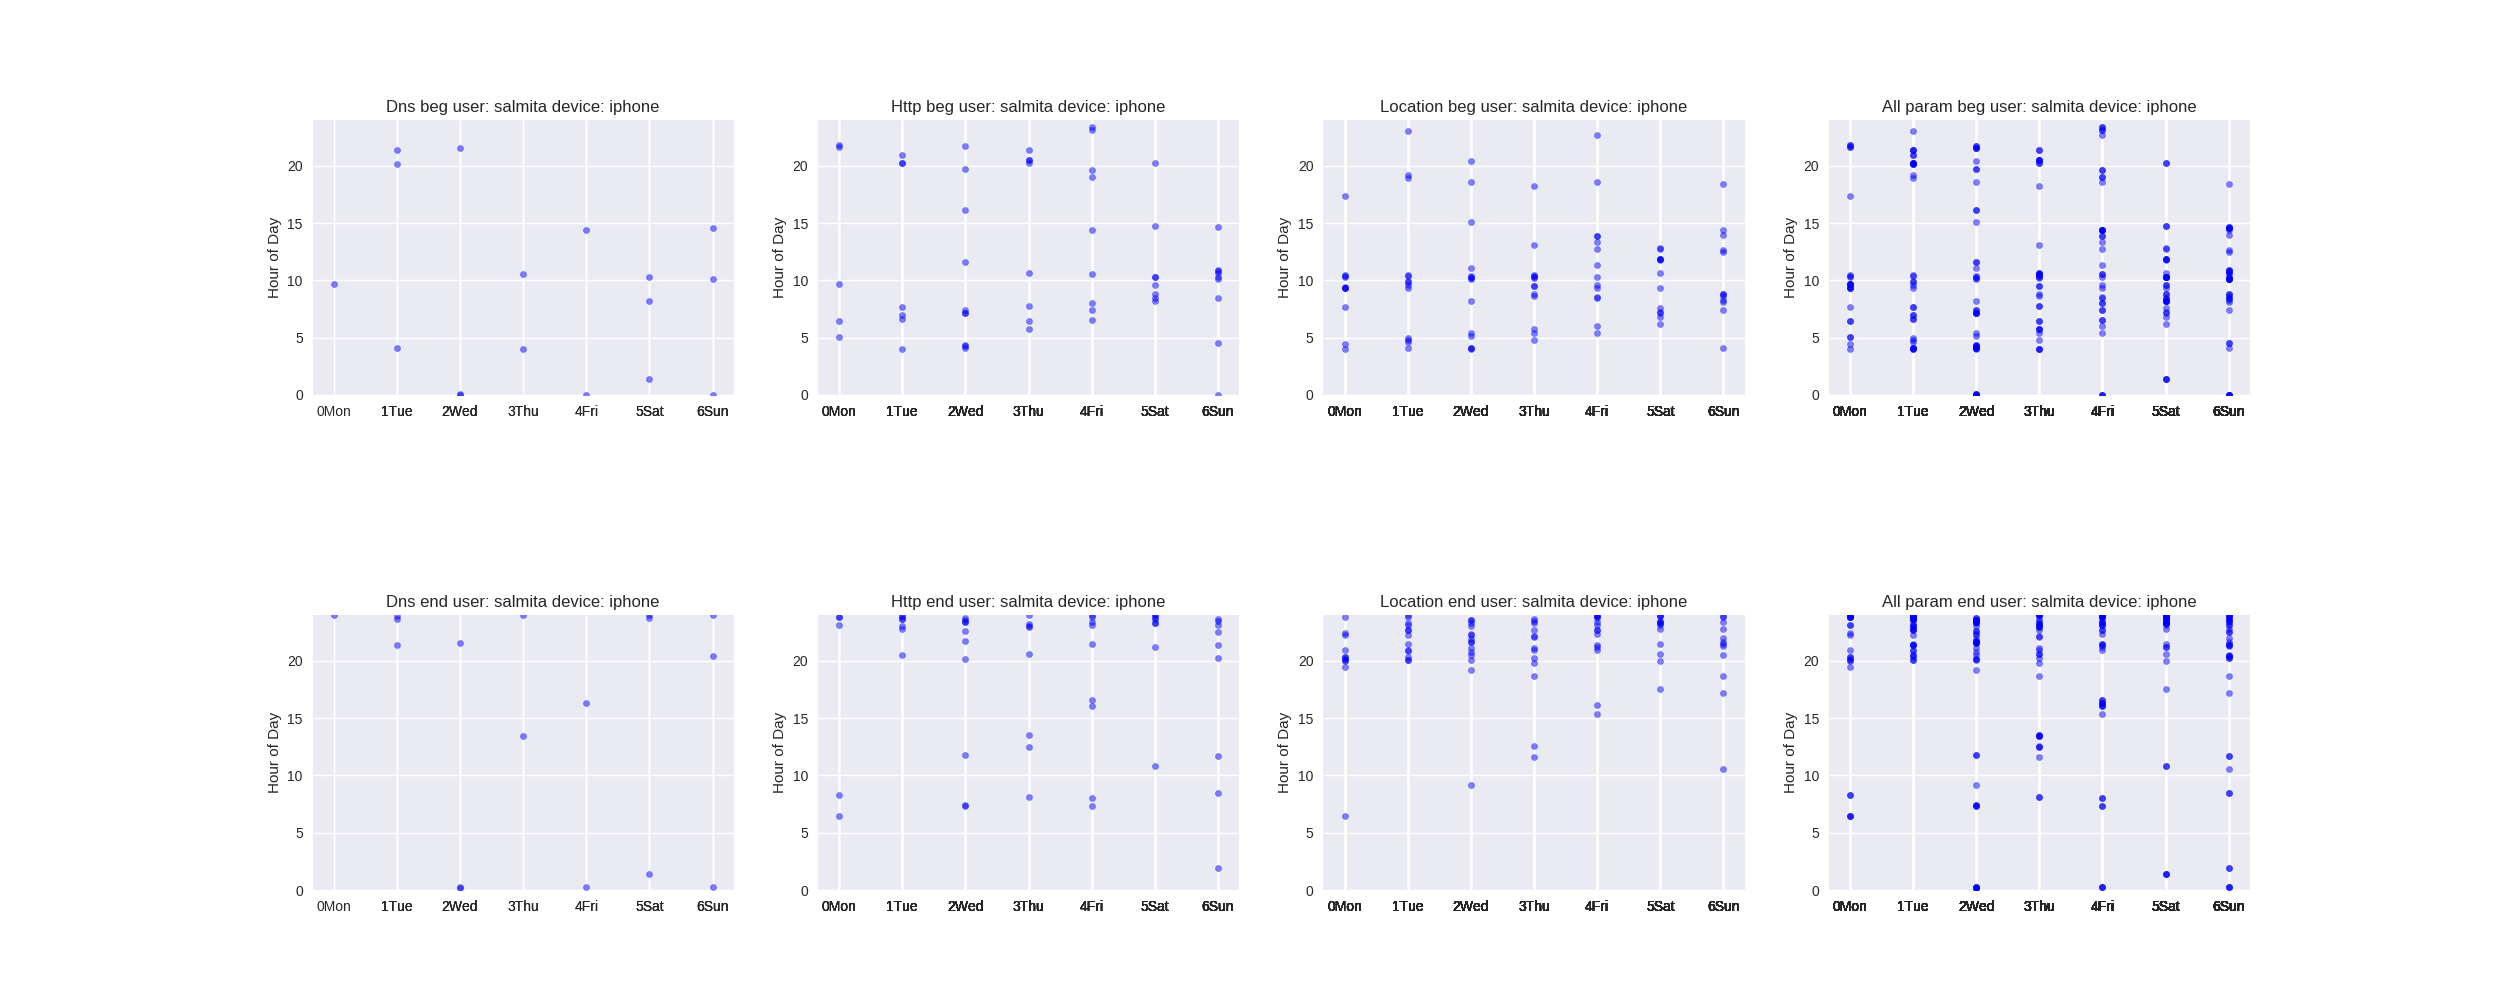 Dns beg user: salmita device: iphone
Hour of Day
20
15
10
5
0
0Mon 1Tue 2Wed 3Thu 4Fri 5Sat 6Sun
Http beg user: salmita device: iphone
Hour of Day
20
15
10
5
0
0Mon 1Tue 2Wed 3Thu 4Fri 5Sat 6Sun
Location beg user: salmita device: iphone
Hour of Day
20
15
10
5
0
0Mon 1Tue 2Wed 3Thu 4Fri 5Sat 6Sun
All param beg user: salmita device: iphone
Hour of Day
20
15
10
5
0
0Mon 1Tue 2Wed 3Thu 4Fri 5Sat 6Sun
Dns end user: salmita device: iphone
Hour of Day
20
15
10
5
0
0Mon 1Tue 2Wed 3Thu 4Fri 5Sat 6Sun
Http end user: salmita device: iphone
Hour of Day
20
15
10
5
0
0Mon 1Tue 2Wed 3Thu 4Fri 5Sat 6Sun
Location end user: salmita device: iphone
Hour of Day
20
15
10
5
0
0Mon 1Tue 2Wed 3Thu 4Fri 5Sat 6Sun
All param end user: salmita device: iphone
Hour of Day
20
15
10
5
0
0Mon 1Tue 2Wed 3Thu 4Fri 5Sat 6Sun